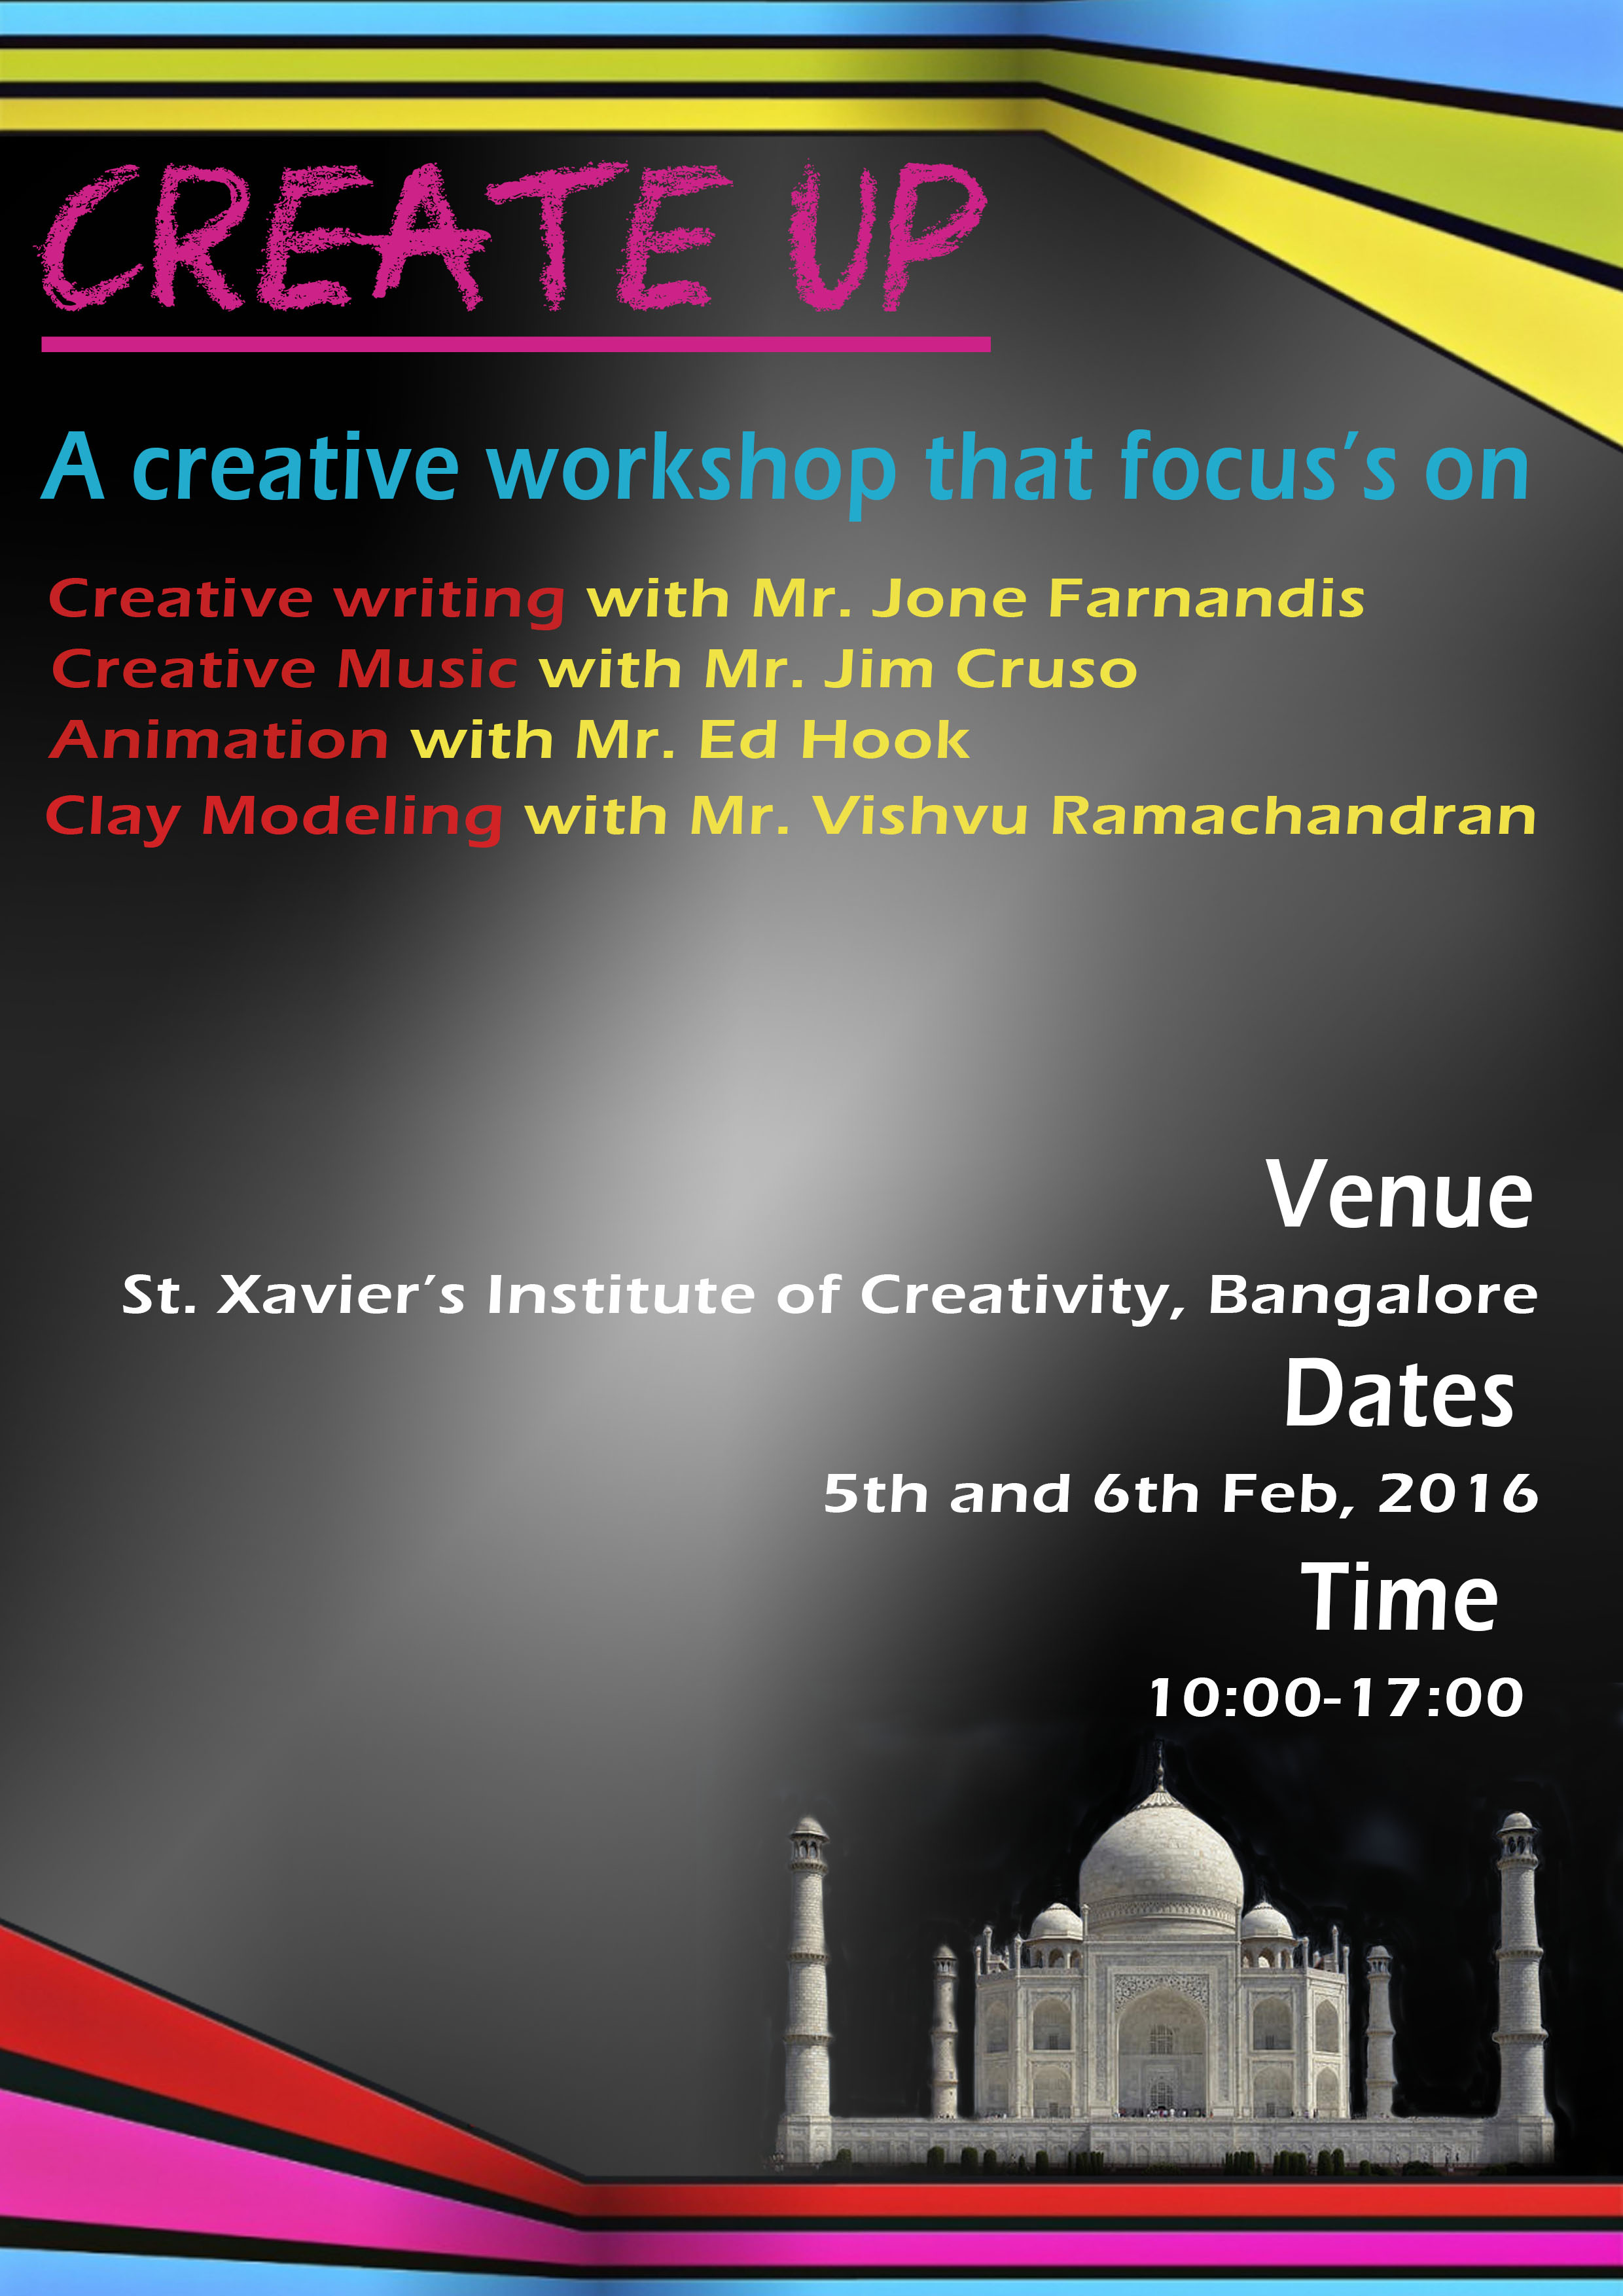 CREATE UP
A creative workshop that focus’s on
Creative writing with Mr. Jone Farnandis
Creative Music with Mr. Jim Cruso
Animation with Mr. Ed Hook
Clay Modeling with Mr. Vishvu Ramachandran
Venue
St. Xavier’s Institute of Creativity, Bangalore
Dates
5th and 6th Feb, 2016
Time
10:00-17:00